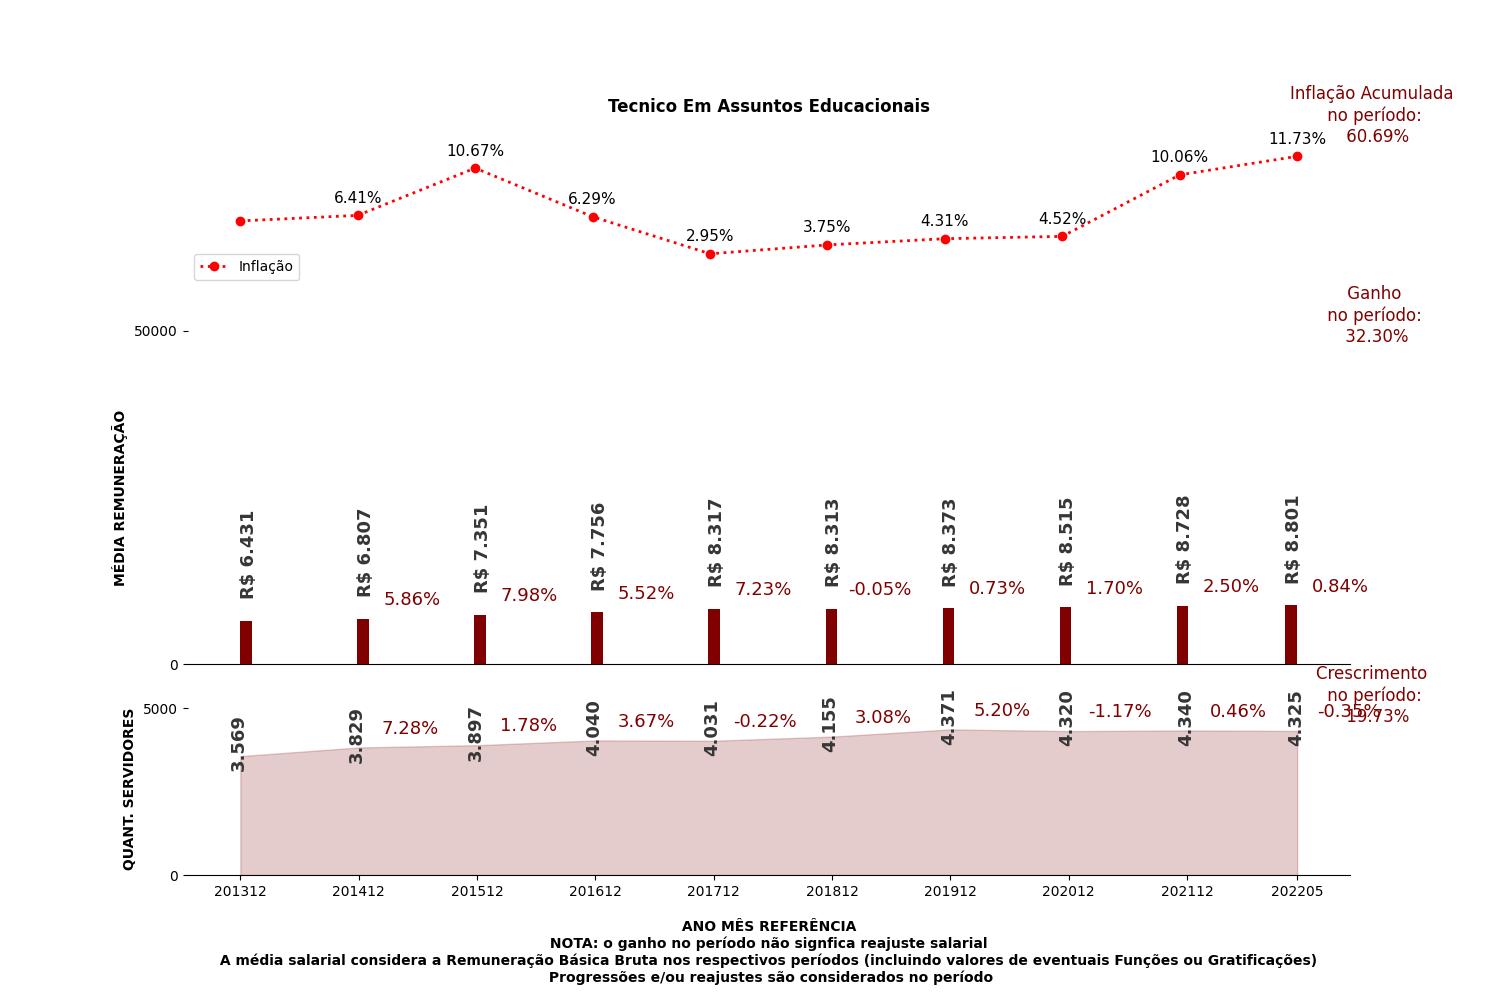 Inflação Acumulada
no período:
60.69%
Tecnico Em Assuntos Educacionais
6.41%
10.67%
6.29%
2.95%
3.75%
4.31%
4.52%
10.06%
11.73%
Inflação
Ganho
no período:
32.30%
50000
0
MÉDIA REMUNERAÇÃO
R$ 6.431
R$ 6.807
R$ 7.351
R$ 7.756
R$ 8.317
R$ 8.313
R$ 8.373
R$ 8.515
R$ 8.728
R$ 8.801
5.86%
7.98%
5.52%
7.23%
-0.05%
0.73%
1.70%
2.50%
0.84%
Crescrimento
no período:
19.73%
5000
0
QUANT. SERVIDORES
3.569
3.829
3.897
4.040
4.031
4.155
4.371
4.320
4.340
4.325
7.28%
1.78%
3.67%
-0.22%
3.08%
5.20%
-1.17%
0.46%
-0.35%
201312
201412
201512
201612
201712
201812
201912
202012
202112
202205
ANO MÊS REFERÊNCIA
NOTA: o ganho no período não signfica reajuste salarial
A média salarial considera a Remuneração Básica Bruta nos respectivos períodos (incluindo valores de eventuais Funções ou Gratificações)
Progressões e/ou reajustes são considerados no período